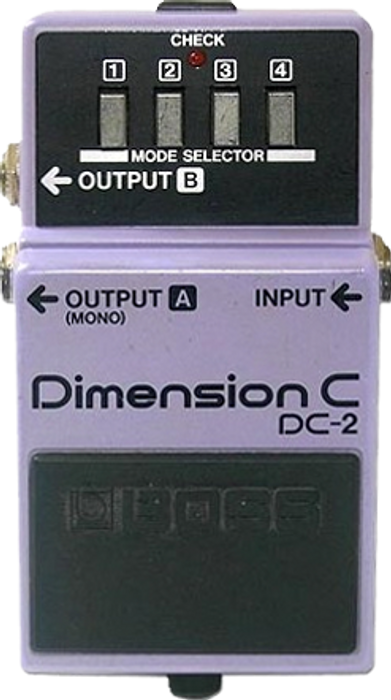 CHECK
1 2 3 4
MODE SELECTOR
OUTPUT B
OUTPUT A INPUT
(MONO)
Dimension C
DC-2
BOSS